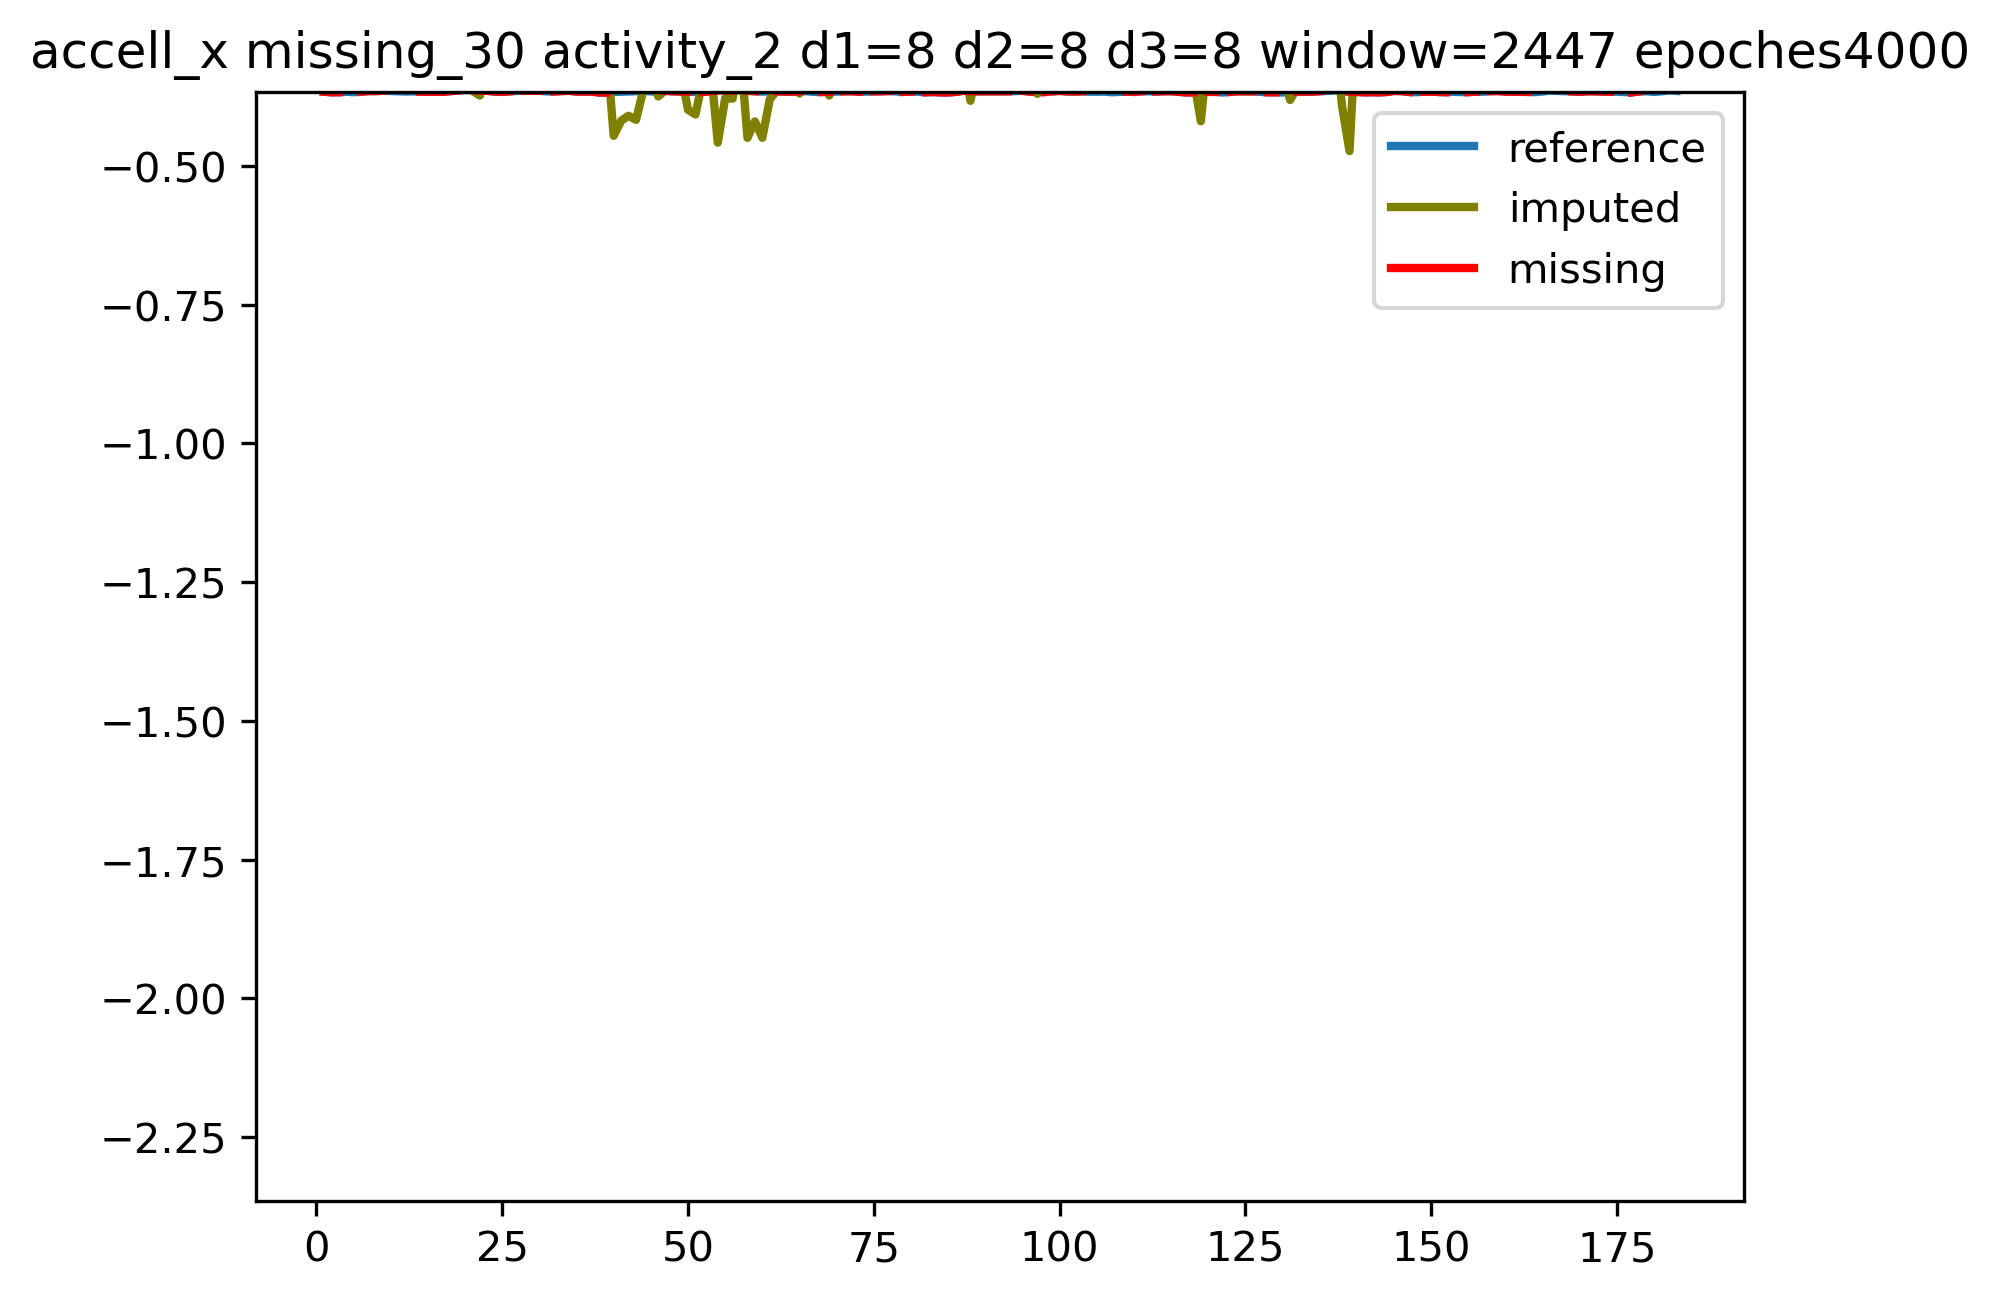 accell_x missing_30 activity_2 d1=8 d2=8 d3=8 window=2447 epoches4000
reference
imputed
missing
−0.50
−0.75
−1.00
−1.25
−1.50
−1.75
−2.00
−2.25
0 25 50 75 100 125 150 175